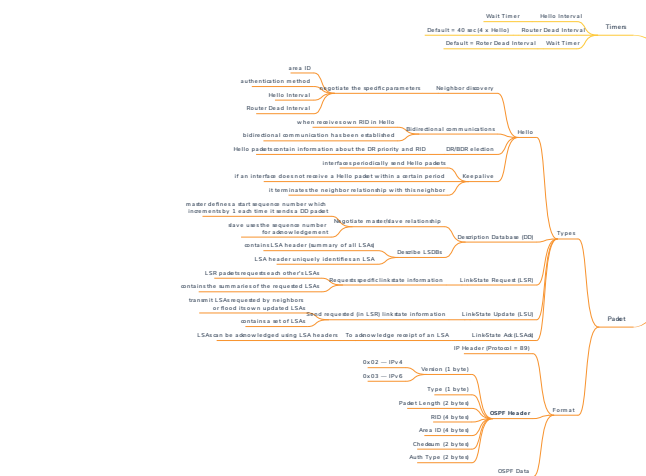 Wait Timer Hello Interval
Timers
Default = 40 sec (4 x Hello) Router Dead Interval
Default = Roter Dead Interval Wait Timer
area ID
authentication method
negotiate the specific parameters Neighbor discovery
Hello Interval
Router Dead Interval
when receives own RID in Hello
Bidirectional communications
bidirectional communication has been established
Hello
Hello packets contain information about the DR priority and RID DR/BDR election
interfaces periodically send Hello packets
if an interface does not receive a Hello packet within a certain period Keepalive
it terminates the neighbor relationship with this neighbor
master defines a start sequence number which
increments by 1 each time it sends a DD packet
Negotiate master/slave relationship
slave uses the sequence number
for acknowledgement
Types
Description Database (DD)
contains LSA header (summary of all LSAs)
Describe LSDBs
LSA header uniquely identifies an LSA
LSR packets requests each other's LSAs
Requests specific link state information LinkState Request (LSR)
contains the summaries of the requested LSAs
transmit LSAs requested by neighbors
or flood its own updated LSAs
Send requested (in LSR) link state information LinkState Update (LSU)
contains a set of LSAs
Packet
LSAs can be acknowledged using LSA headers To acknowledge receipt of an LSA LinkState Ack (LSAck)
IP Header (Protocol = 89)
0x02 — IPv4
Version (1 byte)
0x03 — IPv6
Type (1 byte)
Packet Length (2 bytes)
Format
OSPF Header
RID (4 bytes)
Area ID (4 bytes)
Checksum (2 bytes)
Auth Type (2 bytes)
OSPF Data